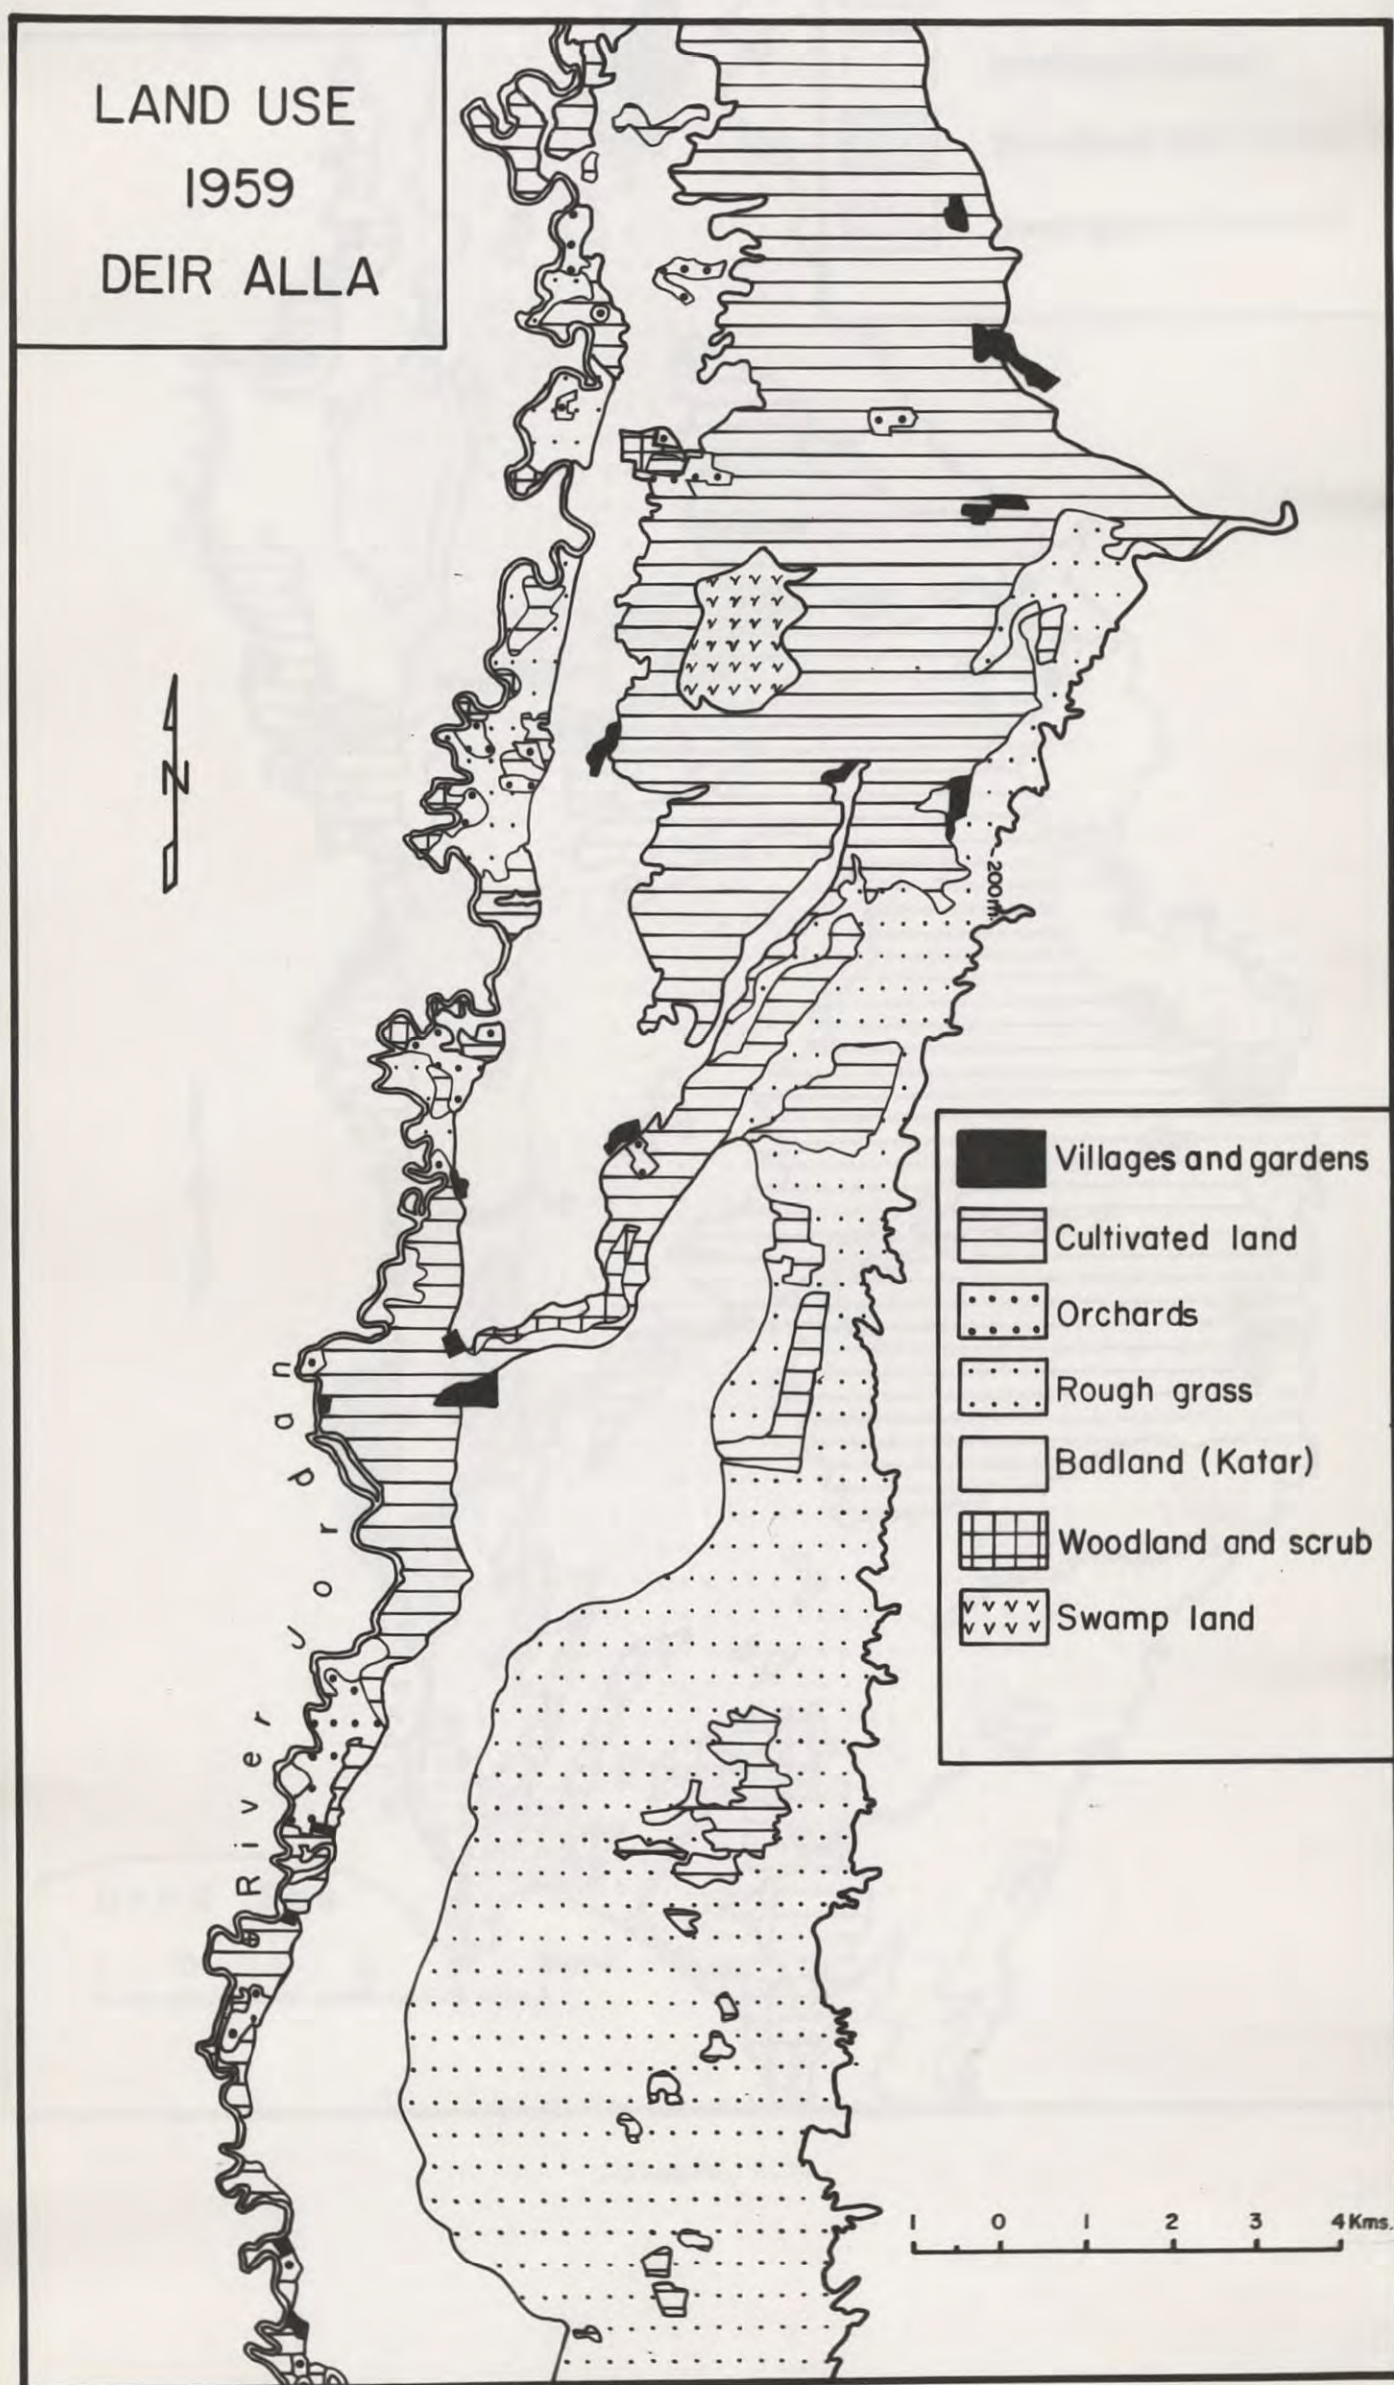 LAND USE
1959
DEIR ALLA
N
-200m.
River Jordan
Villages and gardens
Cultivated land
Orchards
Rough grass
Badland (Katar)
Woodland and scrub
Swamp land
1 0 1 2 3 4 Kms.